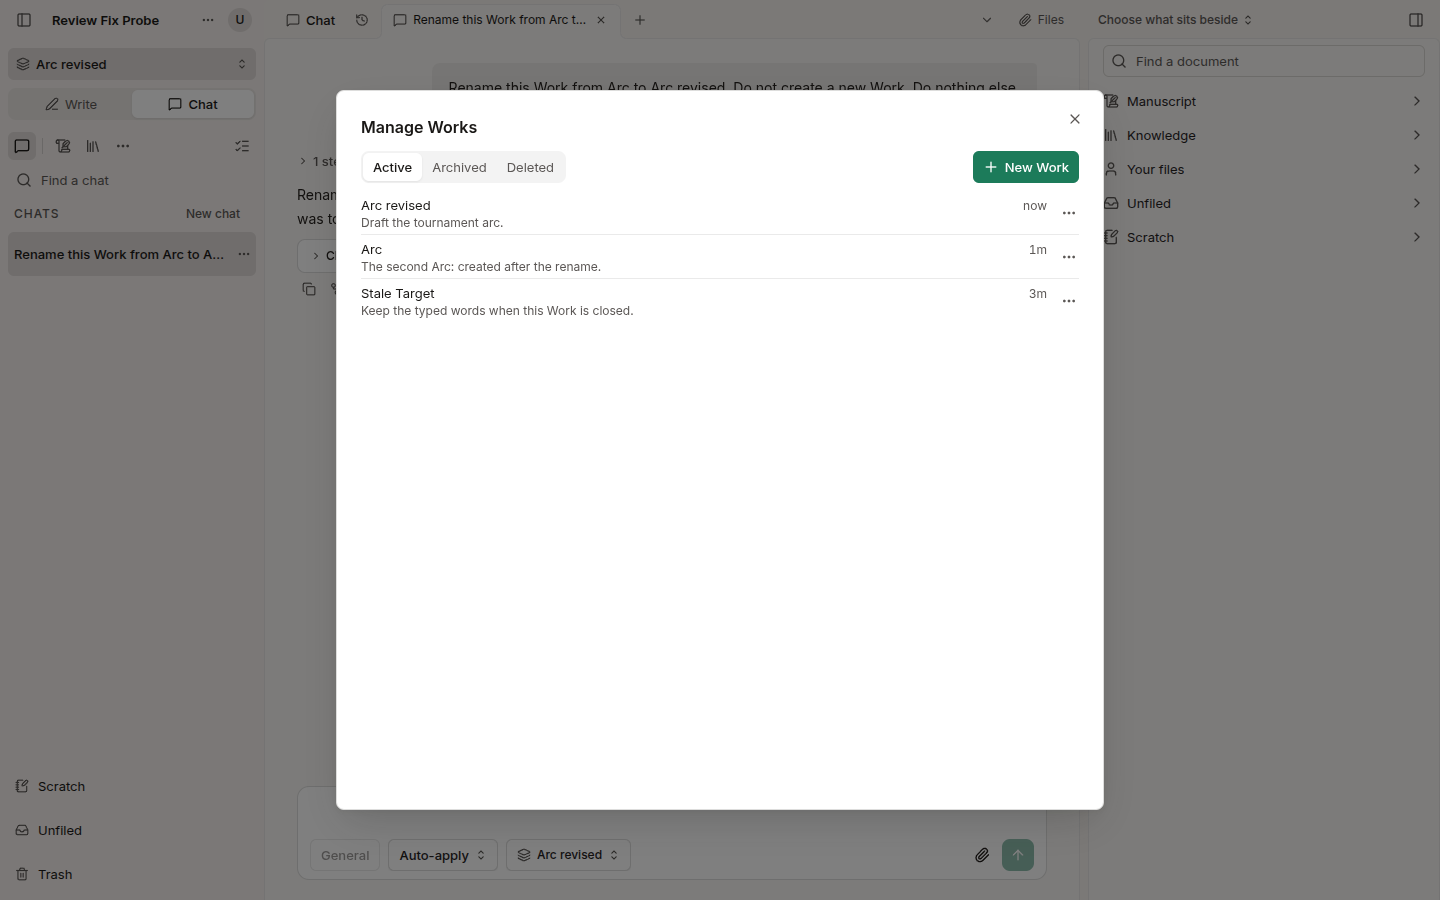 Review Fix Probe
U
Arc revised
Write
Chat
Find a chat
CHATS
New chat
Rename this Work from Arc to A...
Scratch
Unfiled
Trash
Chat
Rename this Work from Arc t...
Files
Rename this Work from Arc to Arc revised. Do not create a new Work. Do nothing else
1 ste
Renam
was to
Manage Works
Active
Archived
Deleted
New Work
Arc revised
now
Draft the tournament arc.
Arc
1m
The second Arc: created after the rename.
Stale Target
3m
Keep the typed words when this Work is closed.
General
Auto-apply
Arc revised
Choose what sits beside
Find a document
Manuscript
Knowledge
Your files
Unfiled
Scratch